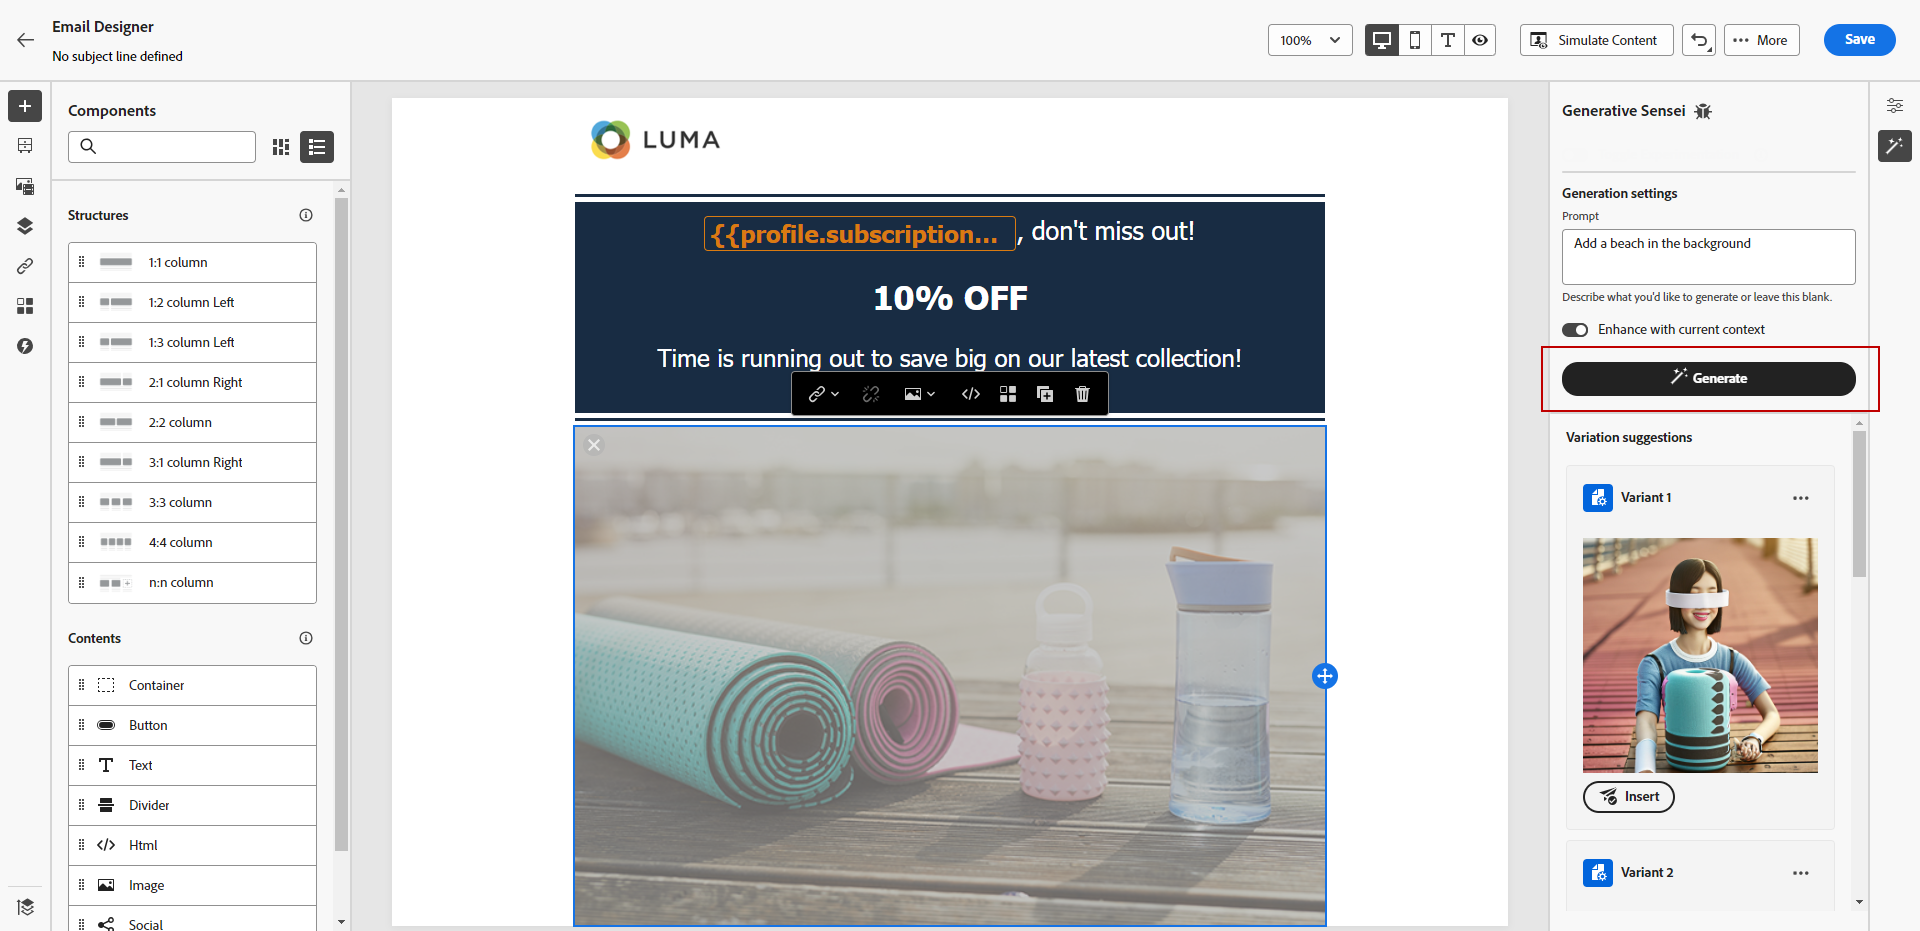 Email Designer
No subject line defined
100%
Simulate Content
More
Save
Components
Structures
1:1 column
1:2 column Left
1:3 column Left
2:1 column Right
2:2 column
3:1 column Right
3:3 column
4:4 column
n:n column
Contents
Container
Button
Text
Divider
Html
Image
Social
LUMA
{{profile.subscription... , don't miss out!
10% OFF
Time is running out to save big on our latest collection!
Generative Sensei
Generation settings
Prompt
Add a beach in the background
Describe what you'd like to generate or leave this blank.
Enhance with current context
Generate
Variation suggestions
Variant 1
Insert
Variant 2